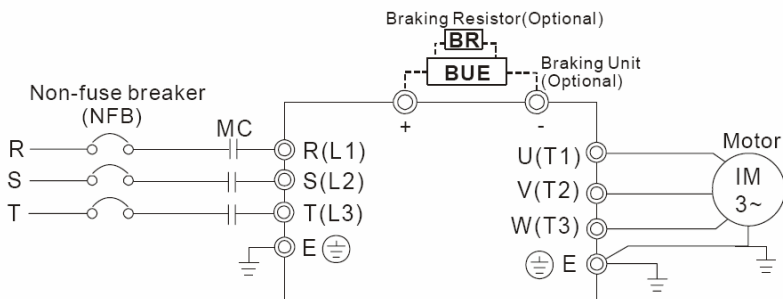 Braking Resistor(Optional)
BR
BUE
Braking Unit
(Optional)
Non-fuse breaker
(NFB)
+
-
MC
Motor
R
R(L1)
U(T1)
S
S(L2)
V(T2)
IM
3~
T
T(L3)
W(T3)
E
E